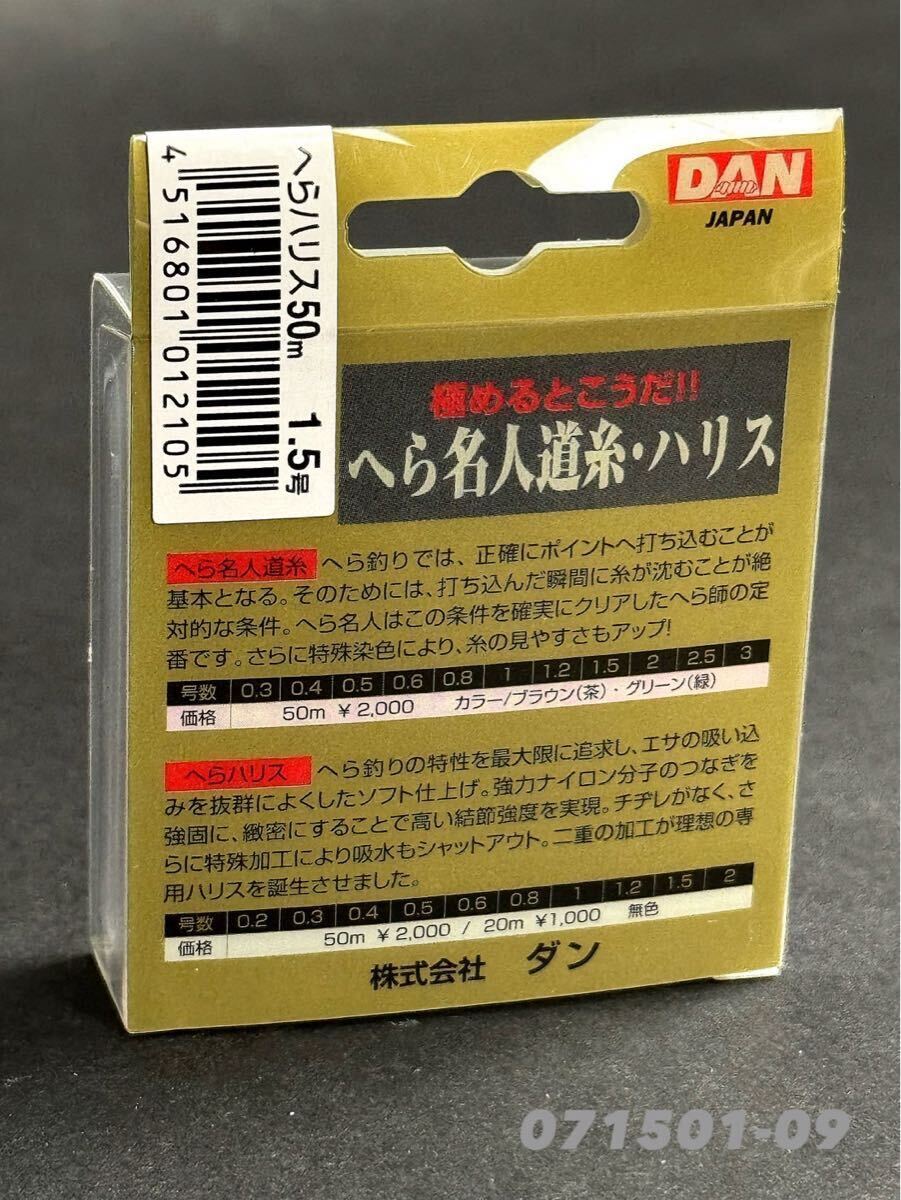 へらハリス50m 1.5号
4 516801 012105
DAN
JAPAN
極めるとこうだ!!
へら名人道糸・ハリス
へら名人道糸 へら釣りでは、正確にポイントへ打ち込むことが
基本となる。そのためには、打ち込んだ瞬間に糸が沈むことが絶
対的な条件。へら名人はこの条件を確実にクリアしたへら師の定
番です。さらに特殊染色により、糸の見やすさもアップ!
号数 0.3 0.4 0.5 0.6 0.8 1 1.2 1.5 2 2.5 3
価格 50m ¥2,000 カラー/ブラウン(茶)・グリーン(緑)
へらハリス へら釣りの特性を最大限に追求し、エサの吸い込
みを抜群によくしたソフト仕上げ。強力ナイロン分子のつなぎを
強固に、緻密にすることで高い結節強度を実現。チヂレがなく、さ
らに特殊加工により吸水もシャットアウト。二重の加工が理想の専
用ハリスを誕生させました。
号数 0.2 0.3 0.4 0.5 0.6 0.8 1 1.2 1.5 2
価格 50m ¥2,000 / 20m ¥1,000 無色
株式会社 ダン
071501-09